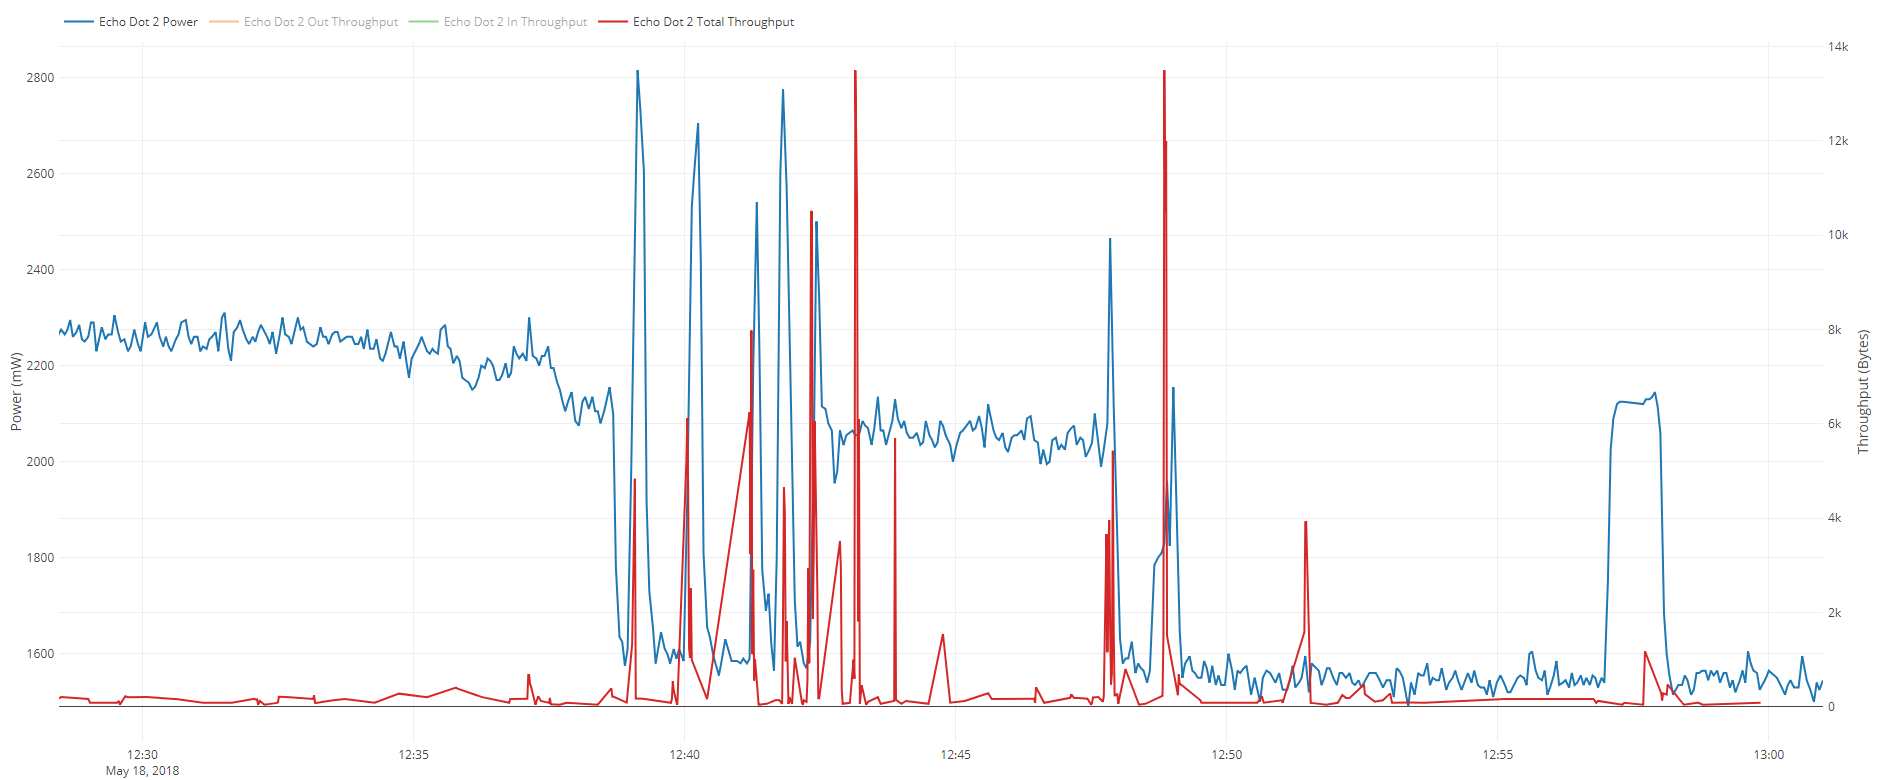 Echo Dot 2 Power Echo Dot 2 Out Throughput Echo Dot 2 In Throughput Echo Dot 2 Total Throughput
14k
2800
12k
2600
10k
2400
8k
2200
Power (mW)
Throughput (Bytes)
6k
2000
4k
1800
2k
1600
0
12:30 12:35 12:40 12:45 12:50 12:55 13:00
May 18, 2018